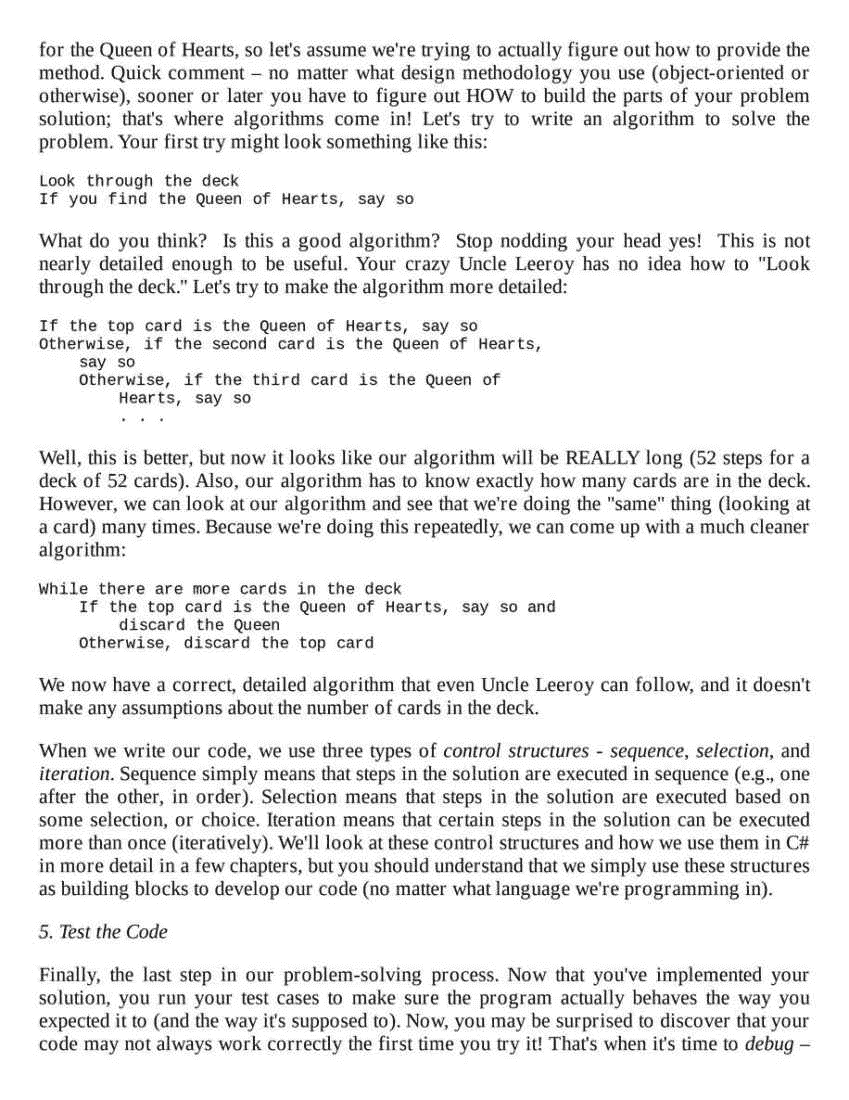 for the Queen of Hearts, so let's assume we're trying to actually figure out how to provide the
method. Quick comment – no matter what design methodology you use (object-oriented or
otherwise), sooner or later you have to figure out HOW to build the parts of your problem
solution; that's where algorithms come in! Let's try to write an algorithm to solve the
problem. Your first try might look something like this:
Look through the deck
If you find the Queen of Hearts, say so
What do you think?  Is this a good algorithm?  Stop nodding your head yes!  This is not
nearly detailed enough to be useful. Your crazy Uncle Leeroy has no idea how to "Look
through the deck." Let's try to make the algorithm more detailed:
If the top card is the Queen of Hearts, say so
Otherwise, if the second card is the Queen of Hearts,
    say so
    Otherwise, if the third card is the Queen of
        Hearts, say so
        . . .
Well, this is better, but now it looks like our algorithm will be REALLY long (52 steps for a
deck of 52 cards). Also, our algorithm has to know exactly how many cards are in the deck.
However, we can look at our algorithm and see that we're doing the "same" thing (looking at
a card) many times. Because we're doing this repeatedly, we can come up with a much cleaner
algorithm:
While there are more cards in the deck
    If the top card is the Queen of Hearts, say so and
        discard the Queen
    Otherwise, discard the top card
We now have a correct, detailed algorithm that even Uncle Leeroy can follow, and it doesn't
make any assumptions about the number of cards in the deck.
When we write our code, we use three types of control structures - sequence, selection, and
iteration. Sequence simply means that steps in the solution are executed in sequence (e.g., one
after the other, in order). Selection means that steps in the solution are executed based on
some selection, or choice. Iteration means that certain steps in the solution can be executed
more than once (iteratively). We'll look at these control structures and how we use them in C#
in more detail in a few chapters, but you should understand that we simply use these structures
as building blocks to develop our code (no matter what language we're programming in).
5. Test the Code
Finally, the last step in our problem-solving process. Now that you've implemented your
solution, you run your test cases to make sure the program actually behaves the way you
expected it to (and the way it's supposed to). Now, you may be surprised to discover that your
code may not always work correctly the first time you try it! That's when it's time to debug –